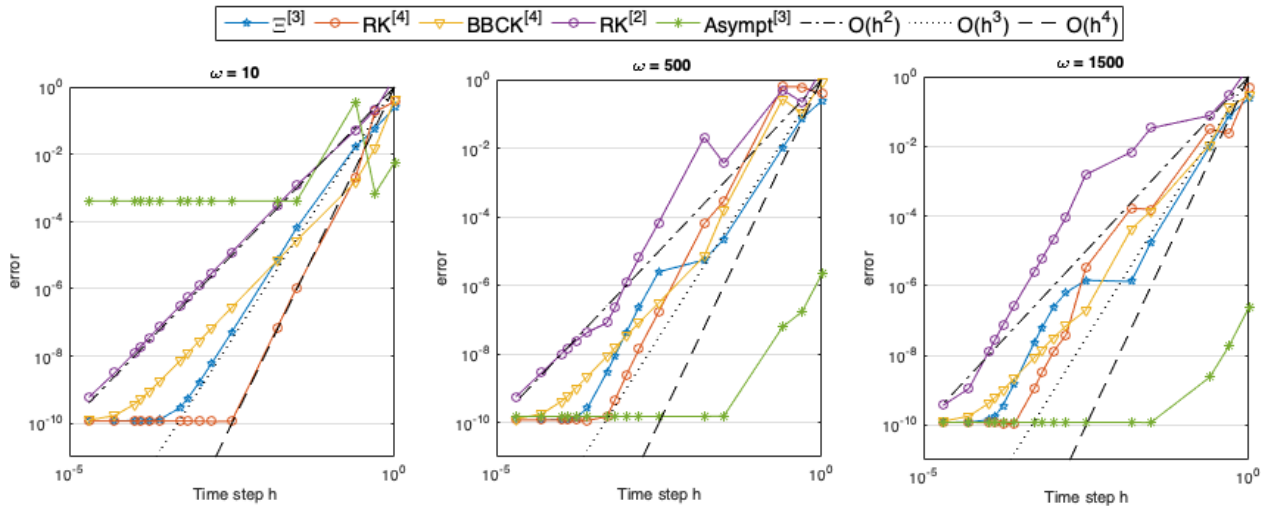 Ξ[3] RK[4] BBCK[4] RK[2] Asympt[3] O(h2) O(h3) O(h4)
ω = 10
error
10^0
10^-2
10^-4
10^-6
10^-8
10^-10
10^-5 10^0
Time step h
ω = 500
error
10^0
10^-2
10^-4
10^-6
10^-8
10^-10
10^-5 10^0
Time step h
ω = 1500
error
10^0
10^-2
10^-4
10^-6
10^-8
10^-10
10^-5 10^0
Time step h